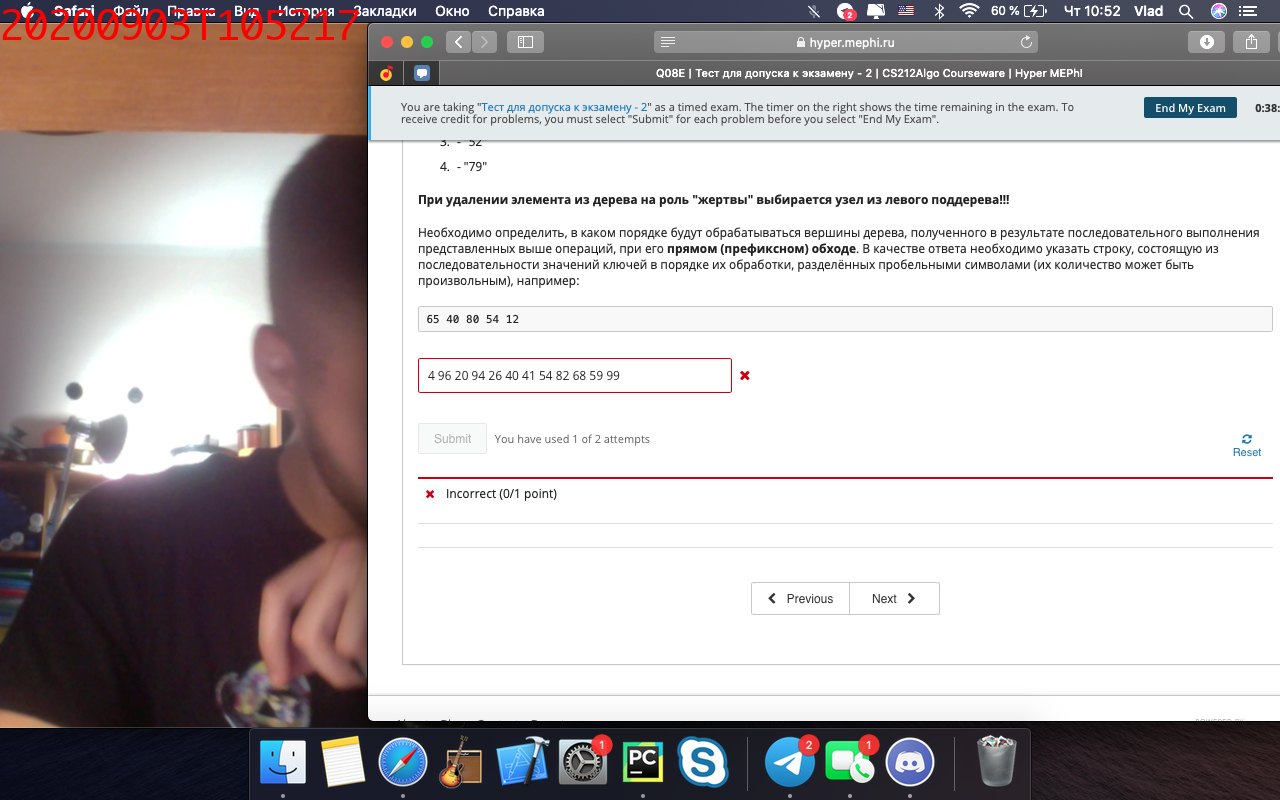 20200903T105217
Safari Файл Правка Вид История Закладки Окно Справка
2 60 % Чт 10:52 Vlad
hyper.mephi.ru
Q08E | Тест для допуска к экзамену - 2 | CS212Algo Courseware | Hyper MEPhI
You are taking "Тест для допуска к экзамену - 2" as a timed exam. The timer on the right shows the time remaining in the exam. To
receive credit for problems, you must select "Submit" for each problem before you select "End My Exam".
End My Exam
0:38:
3. - "52"
4. - "79"
При удалении элемента из дерева на роль "жертвы" выбирается узел из левого поддерева!!!
Необходимо определить, в каком порядке будут обрабатываться вершины дерева, полученного в результате последовательного выполнения
представленных выше операций, при его прямом (префиксном) обходе. В качестве ответа необходимо указать строку, состоящую из
последовательности значений ключей в порядке их обработки, разделённых пробельными символами (их количество может быть
произвольным), например:
65 40 80 54 12
4 96 20 94 26 40 41 54 82 68 59 99
Submit
You have used 1 of 2 attempts
Reset
Incorrect (0/1 point)
Previous
Next
1
PC
2
1